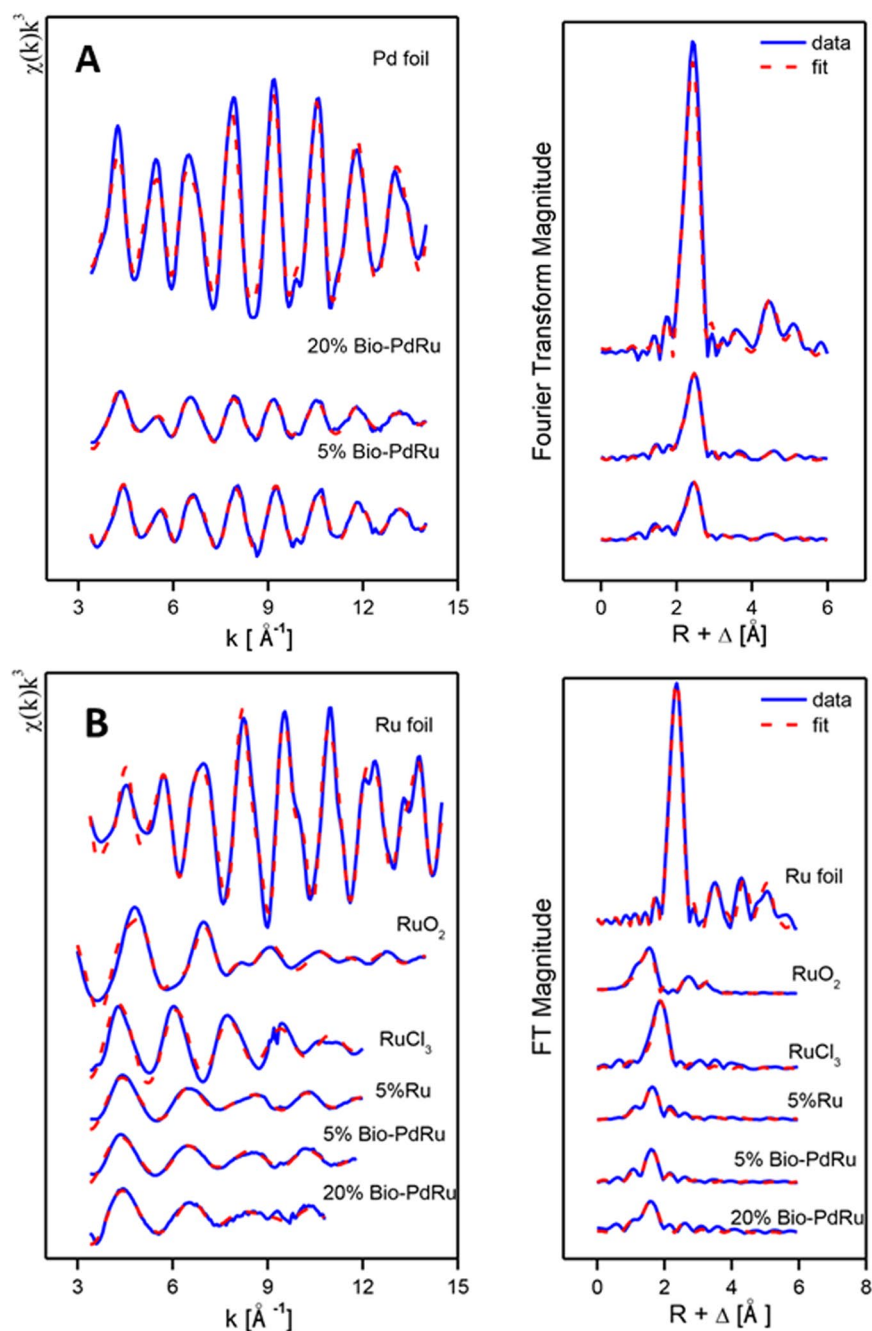 χ(k)k³
A
Pd foil
20% Bio-PdRu
5% Bio-PdRu
3 6 9 12 15
k [ Å⁻¹]
data
fit
Fourier Transform Magnitude
0 2 4 6
R + Δ [Å]
χ(k)k³
B
Ru foil
RuO₂
RuCl₃
5%Ru
5% Bio-PdRu
20% Bio-PdRu
3 6 9 12 15
k [Å⁻¹]
data
fit
FT Magnitude
Ru foil
RuO₂
RuCl₃
5%Ru
5% Bio-PdRu
20% Bio-PdRu
0 2 4 6 8
R + Δ [Å ]